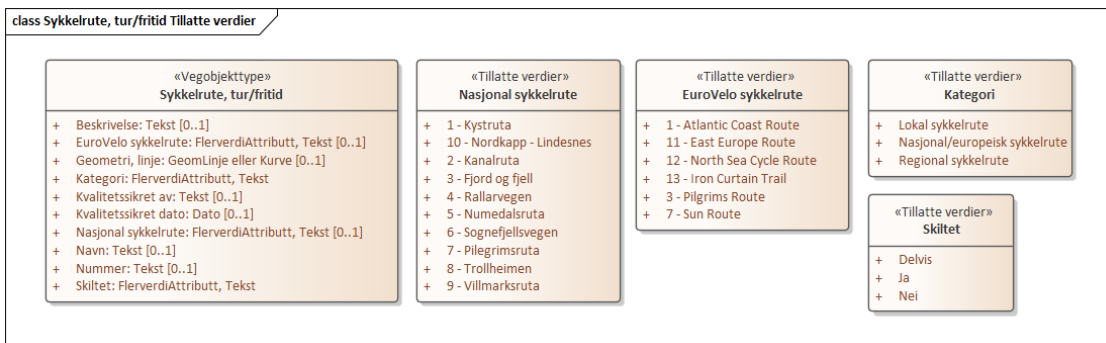 class Sykkelrute, tur/fritid Tillatte verdier
«Vegobjekttype»
Sykkelrute, tur/fritid
+ Beskrivelse: Tekst [0..1]
+ EuroVelo sykkelrute: FlerverdiAttributt, Tekst [0..1]
+ Geometri, linje: GeomLinje eller Kurve [0..1]
+ Kategori: FlerverdiAttributt, Tekst
+ Kvalitetssikret av: Tekst [0..1]
+ Kvalitetssikret dato: Dato [0..1]
+ Nasjonal sykkelrute: FlerverdiAttributt, Tekst [0..1]
+ Navn: Tekst [0..1]
+ Nummer: Tekst [0..1]
+ Skiltet: FlerverdiAttributt, Tekst
«Tillatte verdier»
Nasjonal sykkelrute
+ 1 - Kystruta
+ 10 - Nordkapp - Lindesnes
+ 2 - Kanalruta
+ 3 - Fjord og fjell
+ 4 - Rallarvegen
+ 5 - Numedalsruta
+ 6 - Sognefjellsvegen
+ 7 - Pilegrimsruta
+ 8 - Trollheimen
+ 9 - Villmarksruta
«Tillatte verdier»
EuroVelo sykkelrute
+ 1 - Atlantic Coast Route
+ 11 - East Europe Route
+ 12 - North Sea Cycle Route
+ 13 - Iron Curtain Trail
+ 3 - Pilgrims Route
+ 7 - Sun Route
«Tillatte verdier»
Kategori
+ Lokal sykkelrute
+ Nasjonal/europeisk sykkelrute
+ Regional sykkelrute
«Tillatte verdier»
Skiltet
+ Delvis
+ Ja
+ Nei